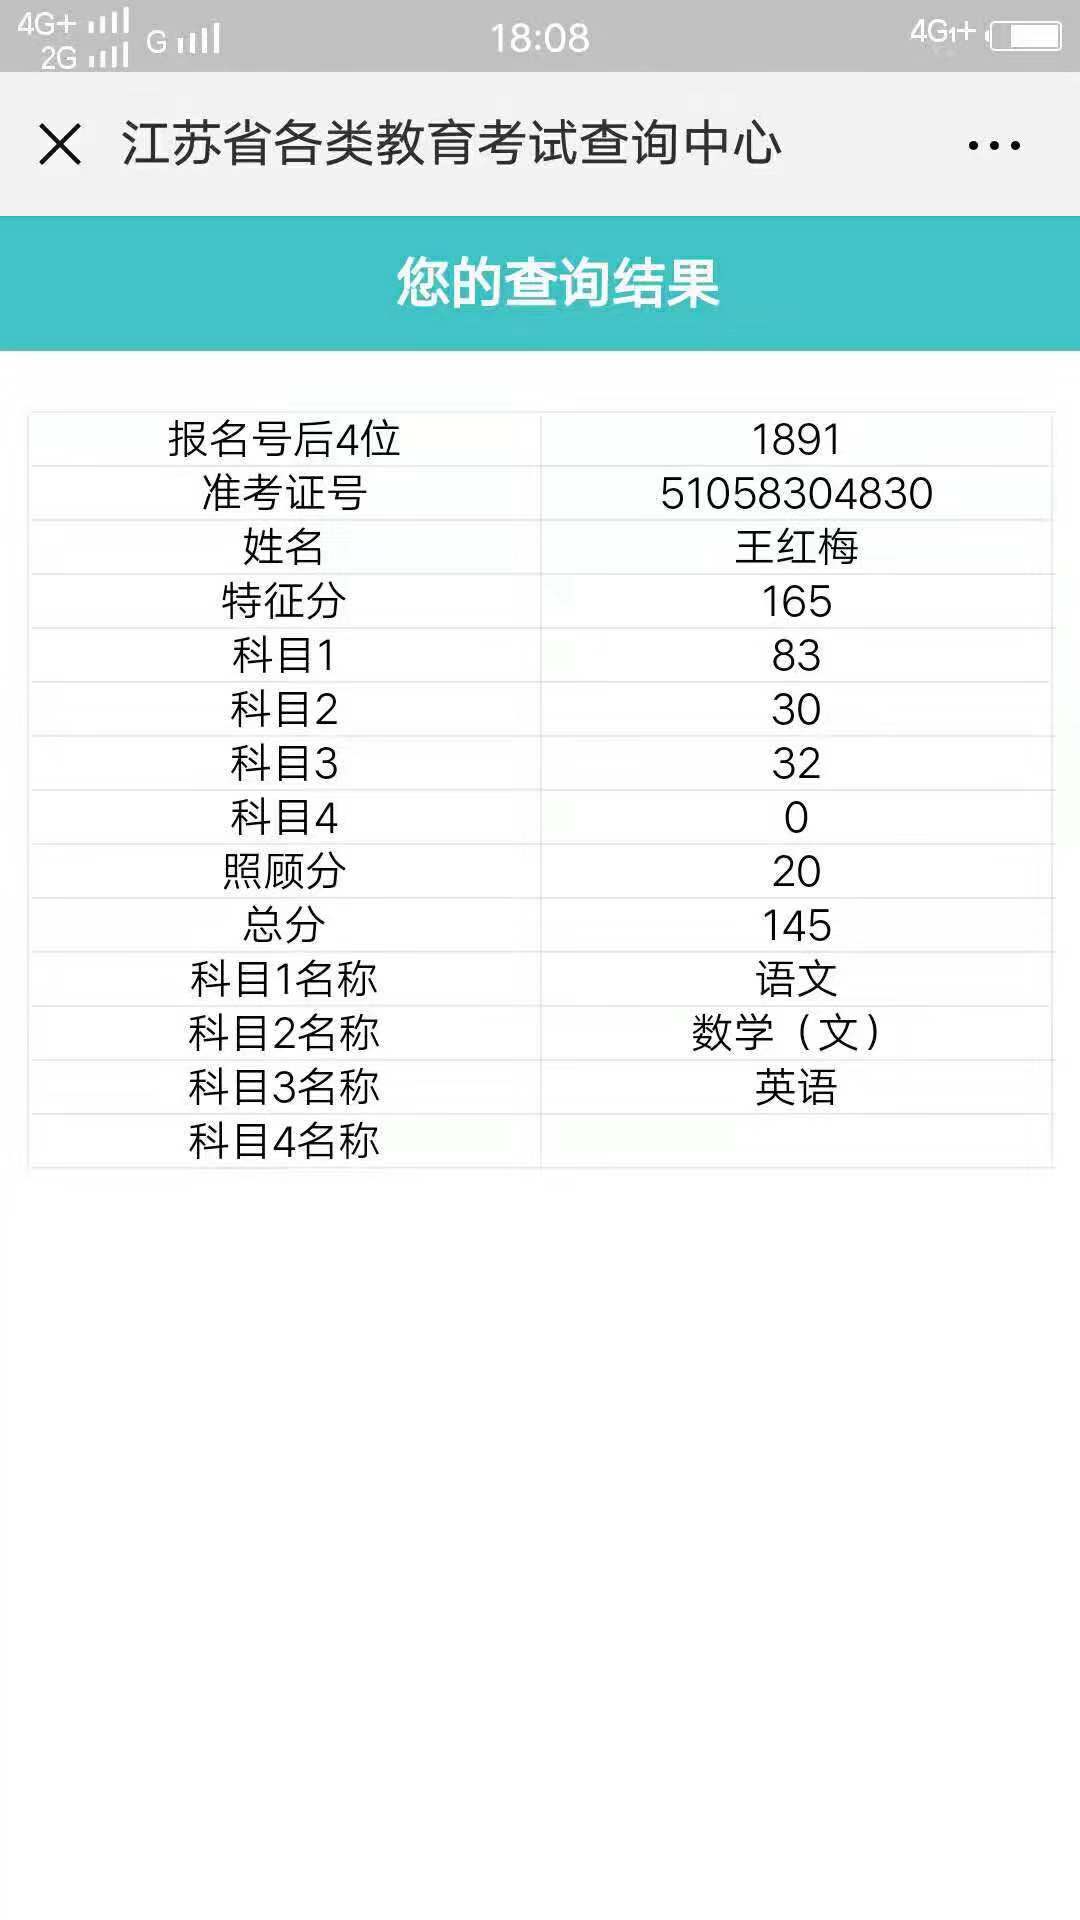 4G+ 2G G 18:08 4G1+
江苏省各类教育考试查询中心
您的查询结果
报名号后4位 1891
准考证号 51058304830
姓名 王红梅
特征分 165
科目1 83
科目2 30
科目3 32
科目4 0
照顾分 20
总分 145
科目1名称 语文
科目2名称 数学（文）
科目3名称 英语
科目4名称